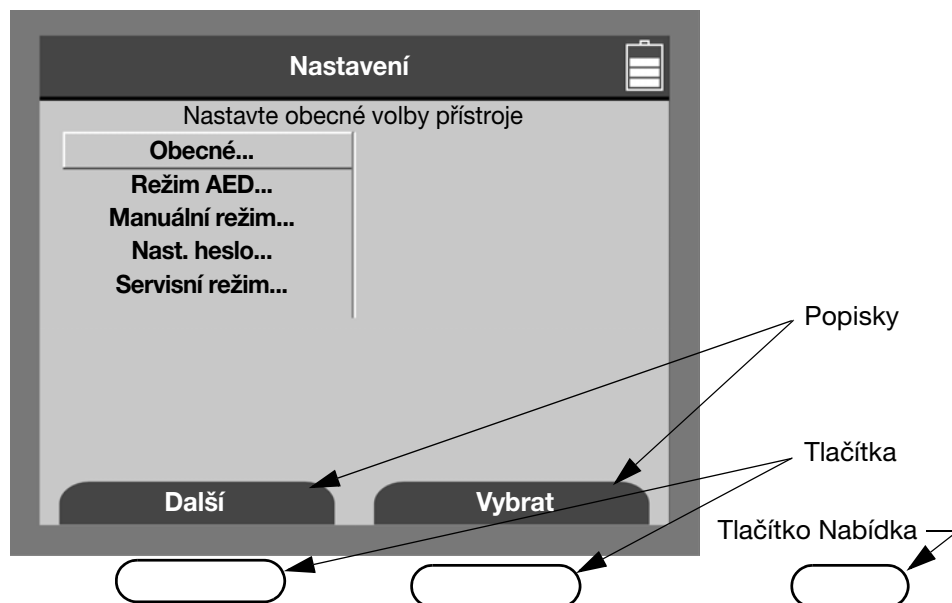 Nastavení
Nastavte obecné volby přístroje
Obecné...
Režim AED...
Manuální režim...
Nast. heslo...
Servisní režim...
Popisky
Tlačítka
Další
Vybrat
Tlačítko Nabídka